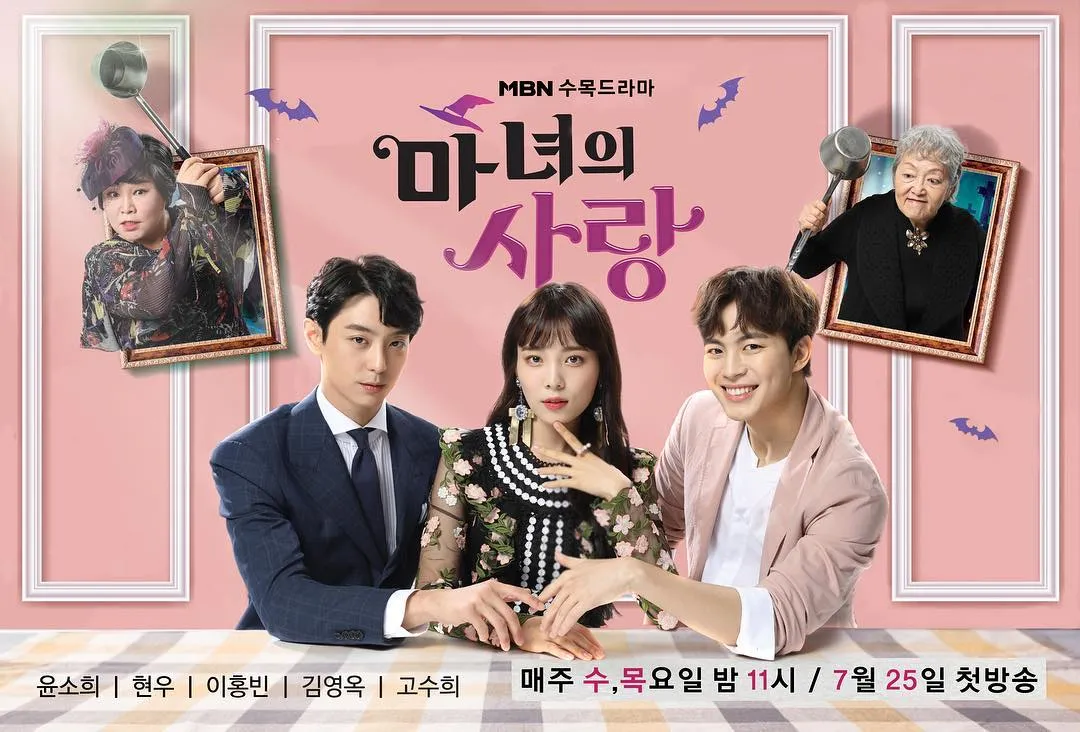 MBN 수목드라마
마녀의
사랑
윤소희 | 현우 | 이홍빈 | 김영옥 | 고수희
매주 수,목요일 밤 11시 / 7월 25일 첫방송